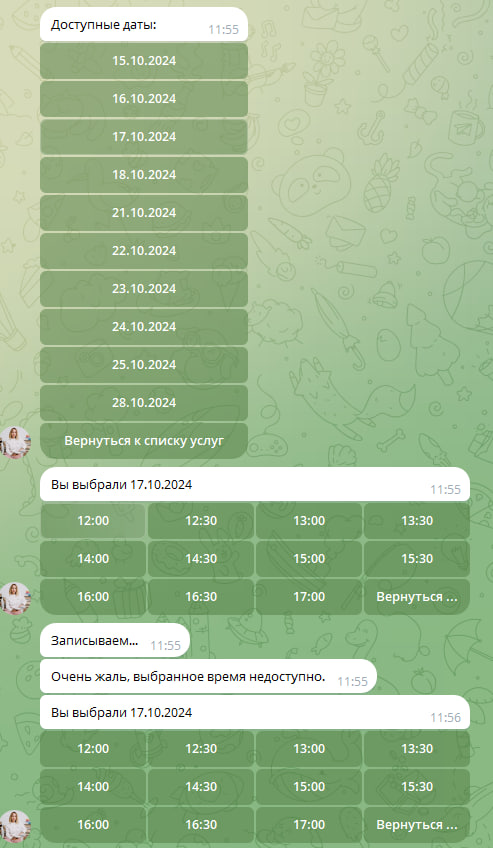 Доступные даты:
11:55
15.10.2024
16.10.2024
17.10.2024
18.10.2024
21.10.2024
22.10.2024
23.10.2024
24.10.2024
25.10.2024
28.10.2024
Вернуться к списку услуг
Вы выбрали 17.10.2024
11:55
12:00 12:30 13:00 13:30
14:00 14:30 15:00 15:30
16:00 16:30 17:00 Вернуться ...
Записываем... 11:55
Очень жаль, выбранное время недоступно. 11:55
Вы выбрали 17.10.2024
11:56
12:00 12:30 13:00 13:30
14:00 14:30 15:00 15:30
16:00 16:30 17:00 Вернуться ...